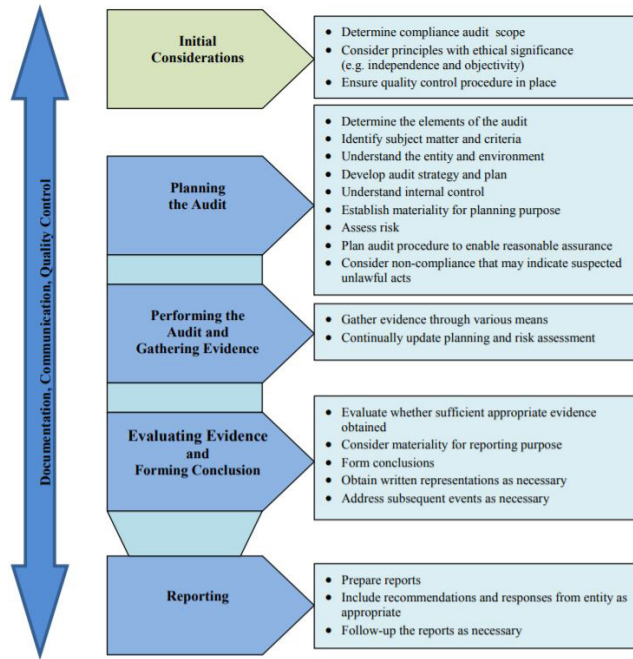 Documentation, Communication, Quality Control
Initial
Considerations
• Determine compliance audit scope
• Consider principles with ethical significance
(e.g. independence and objectivity)
• Ensure quality control procedure in place
Planning
the Audit
• Determine the elements of the audit
• Identify subject matter and criteria
• Understand the entity and environment
• Develop audit strategy and plan
• Understand internal control
• Establish materiality for planning purpose
• Assess risk
• Plan audit procedure to enable reasonable assurance
• Consider non-compliance that may indicate suspected
unlawful acts
Performing the
Audit and
Gathering Evidence
• Gather evidence through various means
• Continually update planning and risk assessment
Evaluating Evidence
and
Forming Conclusion
• Evaluate whether sufficient appropriate evidence
obtained
• Consider materiality for reporting purpose
• Form conclusions
• Obtain written representations as necessary
• Address subsequent events as necessary
Reporting
• Prepare reports
• Include recommendations and responses from entity as
appropriate
• Follow-up the reports as necessary